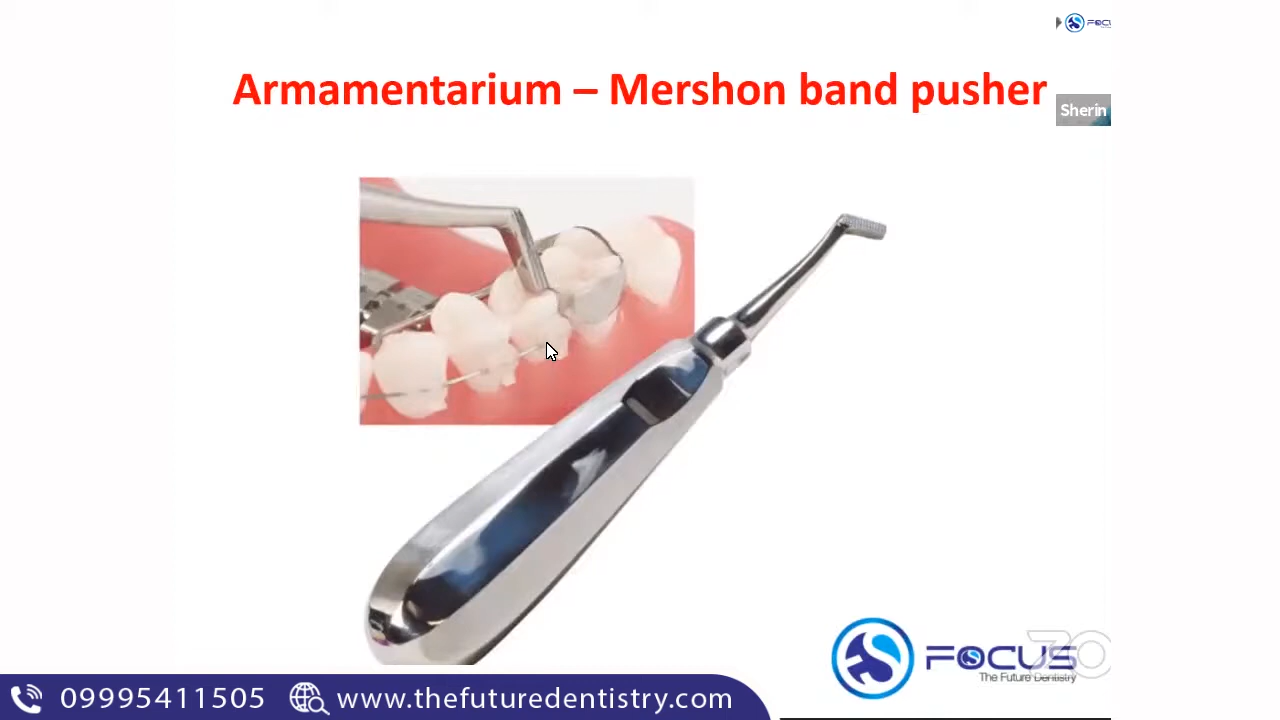 Armamentarium – Mershon band pusher
Sherin
FOCUS
The Future Dentistry
09995411505
www.thefuturedentistry.com